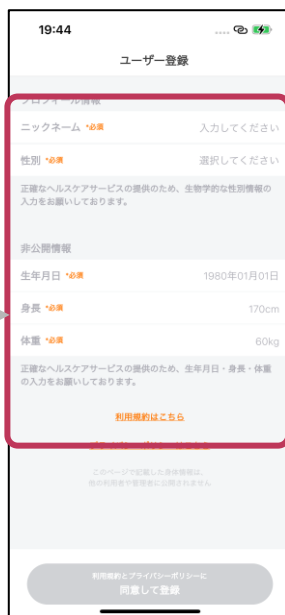 19:44
ユーザー登録
プロフィール情報
ニックネーム *必須 入力してください
性別 *必須 選択してください
正確なヘルスケアサービスの提供のため、生物学的な性別情報の
入力をお願いしております。
非公開情報
生年月日 *必須 1980年01月01日
身長 *必須 170cm
体重 *必須 60kg
正確なヘルスケアサービスの提供のため、生年月日・身長・体重
の入力をお願いしております。
利用規約はこちら
このページで記載した身体情報は、
他の利用者や管理者に公開されません
利用規約とプライバシーポリシーに
同意して登録